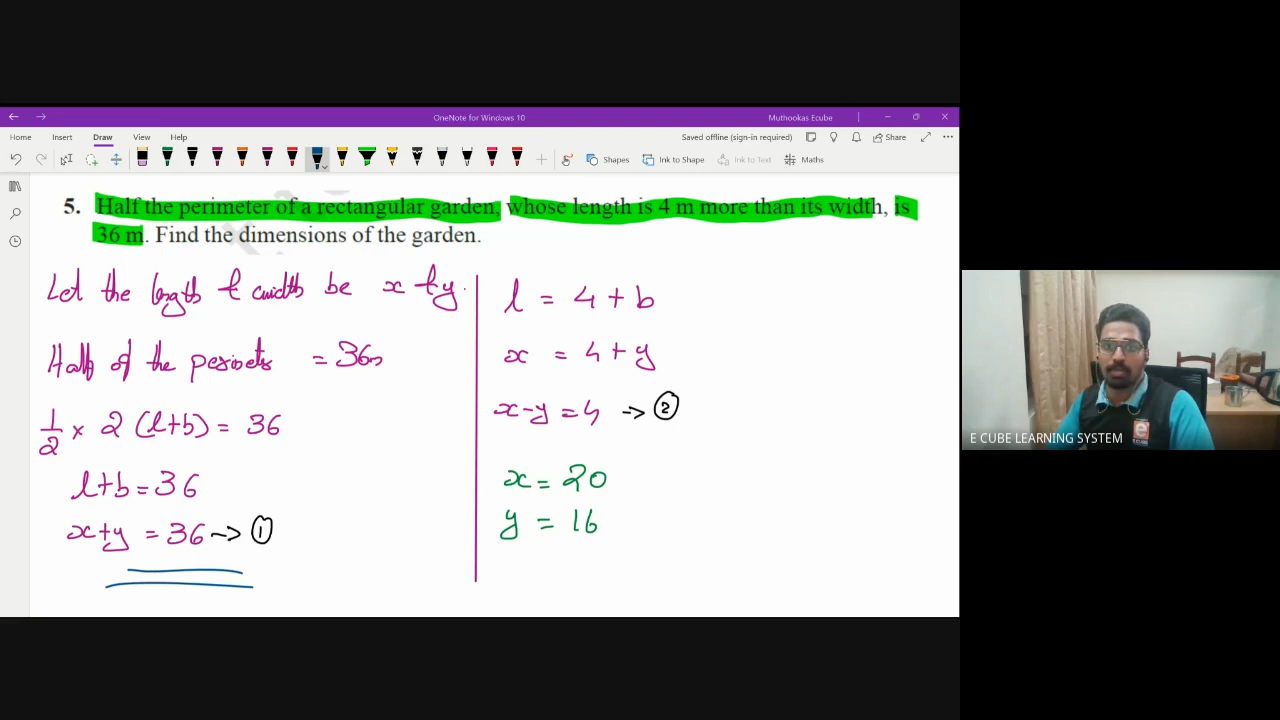 OneNote for Windows 10
Muthookas Ecube
Home Insert Draw View Help
Saved offline (sign-in required)
Share
Shapes
Ink to Shape
Ink to Text
Maths
5. Half the perimeter of a rectangular garden, whose length is 4 m more than its width, is
36 m. Find the dimensions of the garden.
Let the length & width be x & y.
Half of the perimeter = 36m
1/2 × 2 (l+b) = 36
l+b = 36
x+y = 36 → ①
l = 4 + b
x = 4 + y
x-y = 4 → ②
x = 20
y = 16
E CUBE LEARNING SYSTEM